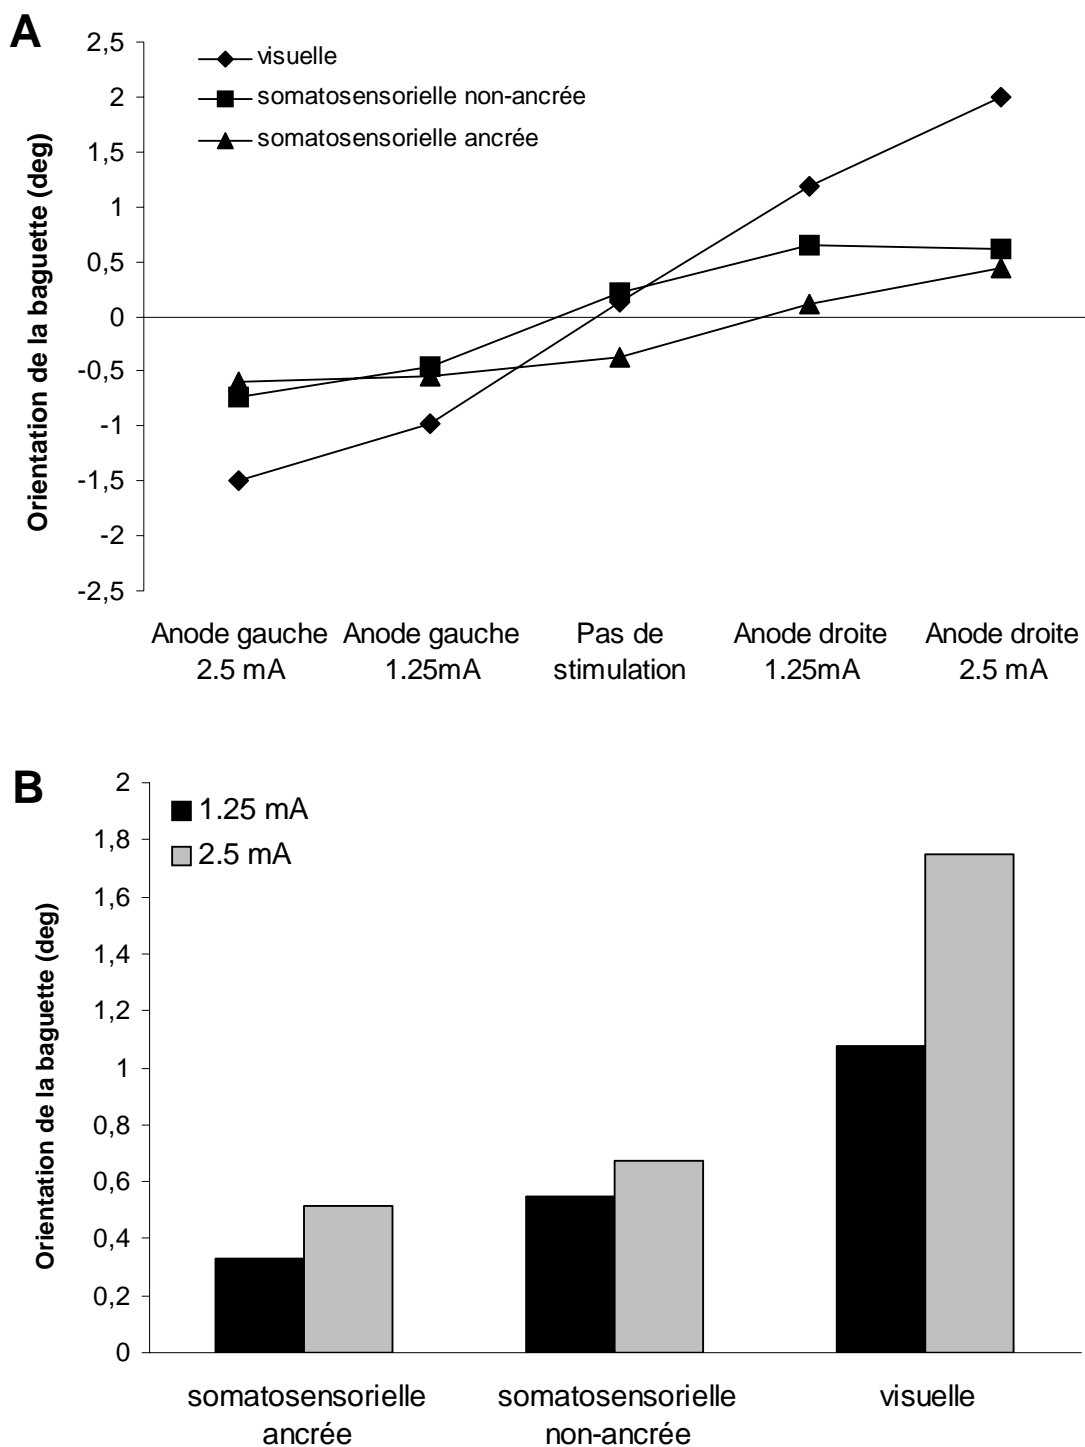 A
2,5
2
1,5
1
0,5
0
-0,5
-1
-1,5
-2
-2,5
Orientation de la baguette (deg)
visuelle
somatosensorielle non-ancrée
somatosensorielle ancrée
Anode gauche
2.5 mA
Anode gauche
1.25mA
Pas de
stimulation
Anode droite
1.25mA
Anode droite
2.5 mA
B
2
1,8
1,6
1,4
1,2
1
0,8
0,6
0,4
0,2
0
Orientation de la baguette (deg)
1.25 mA
2.5 mA
somatosensorielle
ancrée
somatosensorielle
non-ancrée
visuelle